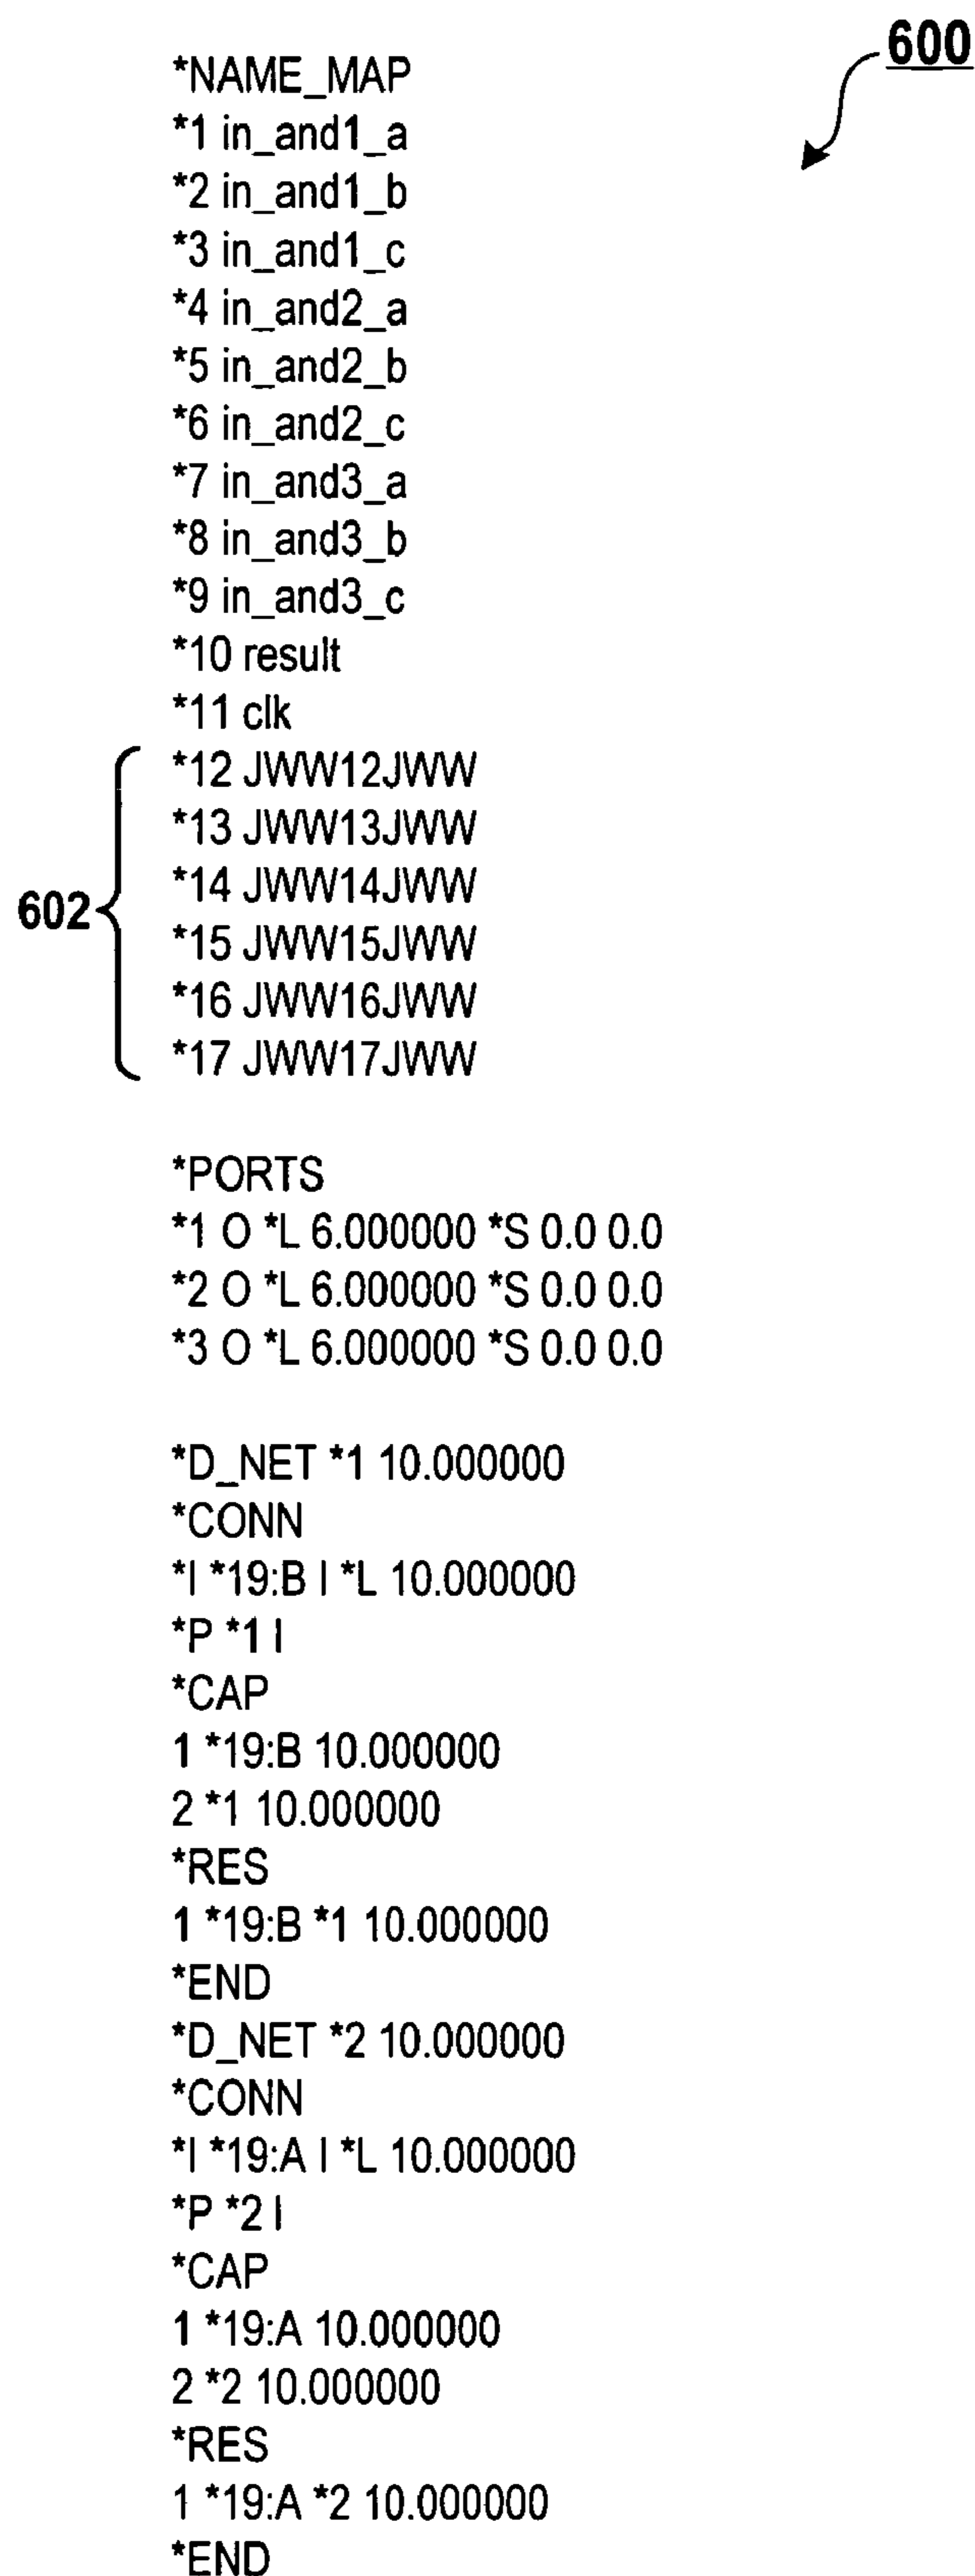 600
*NAME_MAP
*1 in_and1_a
*2 in_and1_b
*3 in_and1_c
*4 in_and2_a
*5 in_and2_b
*6 in_and2_c
*7 in_and3_a
*8 in_and3_b
*9 in_and3_c
*10 result
*11 clk
*12 JWW12JWW
*13 JWW13JWW
*14 JWW14JWW
602
*15 JWW15JWW
*16 JWW16JWW
*17 JWW17JWW
*PORTS
*1 O *L 6.000000 *S 0.0 0.0
*2 O *L 6.000000 *S 0.0 0.0
*3 O *L 6.000000 *S 0.0 0.0
*D_NET *1 10.000000
*CONN
*I *19:B I *L 10.000000
*P *1 I
*CAP
1 *19:B 10.000000
2 *1 10.000000
*RES
1 *19:B *1 10.000000
*END
*D_NET *2 10.000000
*CONN
*I *19:A I *L 10.000000
*P *2 I
*CAP
1 *19:A 10.000000
2 *2 10.000000
*RES
1 *19:A *2 10.000000
*END